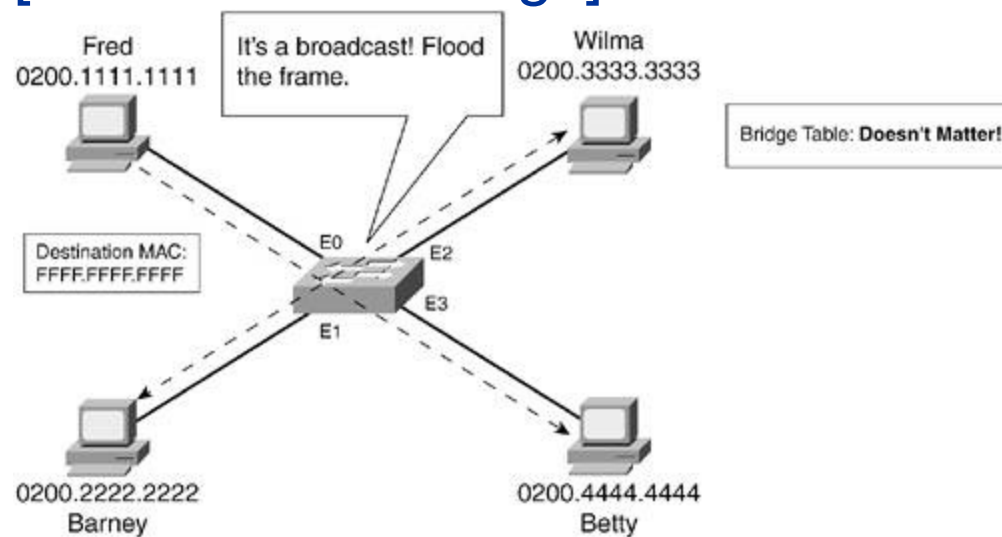 Fred
0200.1111.1111
It's a broadcast! Flood
the frame.
Wilma
0200.3333.3333
Bridge Table: Doesn't Matter!
Destination MAC:
FFFF.FFFF.FFFF
E0
E2
E3
E1
0200.2222.2222
Barney
0200.4444.4444
Betty